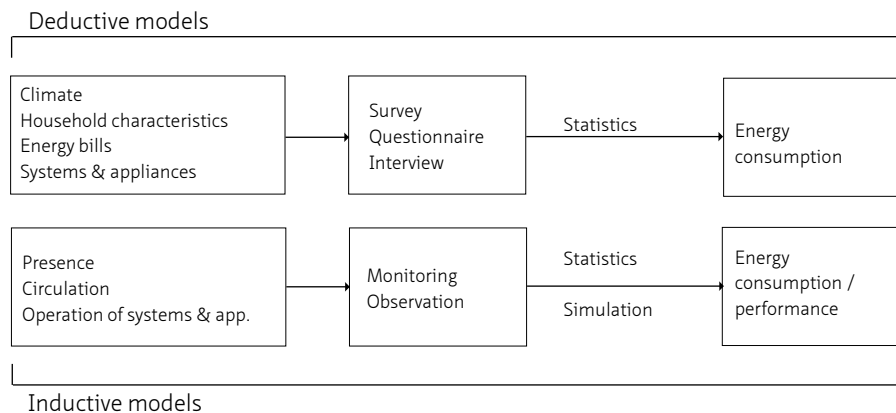 Deductive models
Climate
Household characteristics
Energy bills
Systems & appliances
Survey
Questionnaire
Interview
Statistics
Energy
consumption
Presence
Circulation
Operation of systems & app.
Monitoring
Observation
Statistics
Simulation
Energy
consumption /
performance
Inductive models